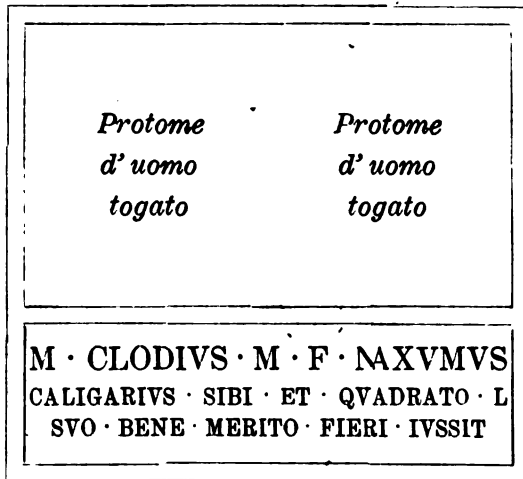 Protome
d' uomo
togato
Protome
d' uomo
togato
M · CLODIVS · M · F · MAXVMVS
CALIGARIVS · SIBI · ET · QVADRATO · L
SVO · BENE · MERITO · FIERI · IVSSIT